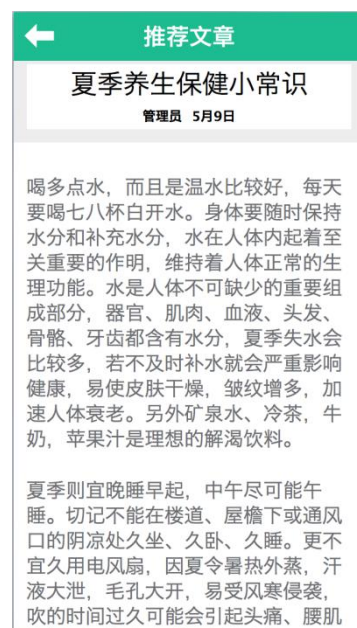 推荐文章
夏季养生保健小常识
管理员 5月9日
喝多点水，而且是温水比较好，每天
要喝七八杯白开水。身体要随时保持
水分和补充水分，水在人体内起着至
关重要的作明，维持着人体正常的生
理功能。水是人体不可缺少的重要组
成部分，器官、肌肉、血液、头发、
骨骼、牙齿都含有水分，夏季失水会
比较多，若不及时补水就会严重影响
健康，易使皮肤干燥，皱纹增多，加
速人体衰老。另外矿泉水、冷茶，牛
奶，苹果汁是理想的解渴饮料。
夏季则宜晚睡早起，中午尽可能午
睡。切记不能在楼道、屋檐下或通风
口的阴凉处久坐、久卧、久睡。更不
宜久用电风扇，因夏令暑热外蒸，汗
液大泄，毛孔大开，易受风寒侵袭，
吹的时间过久可能会引起头痛、腰肌